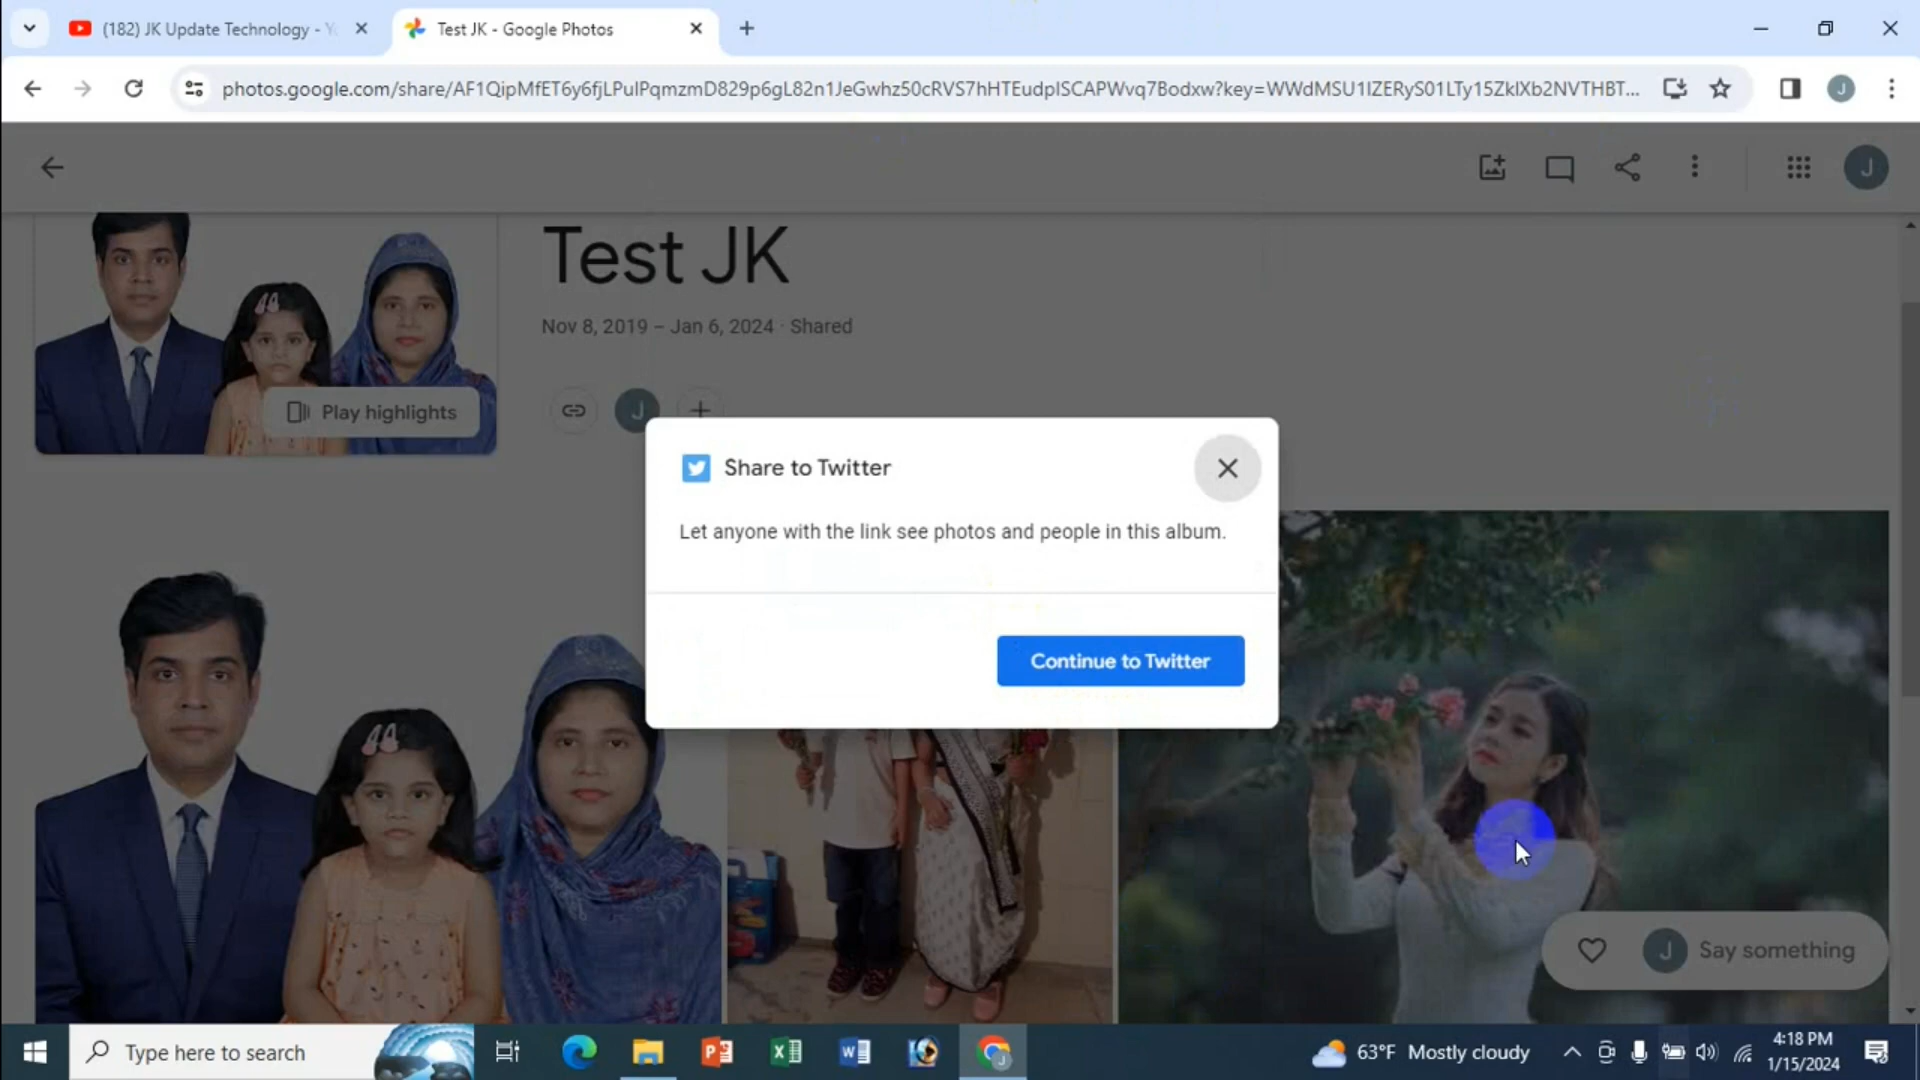 (182) JK Update Technology - Y
Test JK - Google Photos
photos.google.com/share/AF1QipMfET6y6fjLPulPqmzmD829p6gL82n1JeGwhz50cRVS7hHTEudplSCAPWvq7Bodxw?key=WWdMSU1lZERyS01LTy15ZklXb2NVTHBT...
J
J
Test JK
Nov 8, 2019 – Jan 6, 2024 · Shared
Play highlights
J
Share to Twitter
Let anyone with the link see photos and people in this album.
Continue to Twitter
J
Say something
Type here to search
63°F Mostly cloudy
4:18 PM
1/15/2024